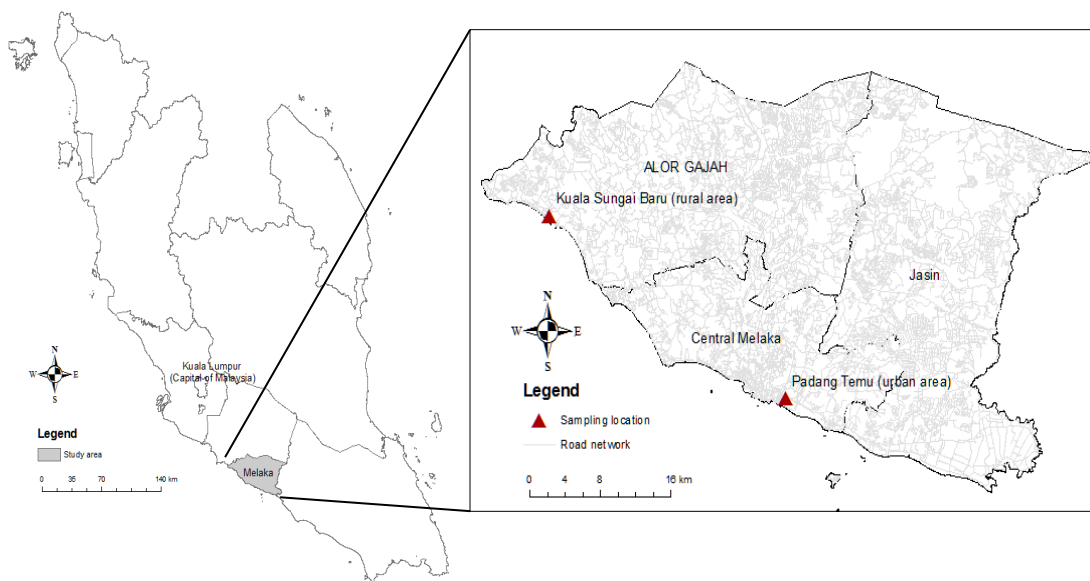 Kuala Lumpur
(Capital of Malaysia)
N
W E
S
Legend
Study area
0 35 70 140 km
Melaka
ALOR GAJAH
Kuala Sungai Baru (rural area)
Jasin
N
W E
S
Central Melaka
Padang Temu (urban area)
Legend
Sampling location
Road network
0 4 8 16 km